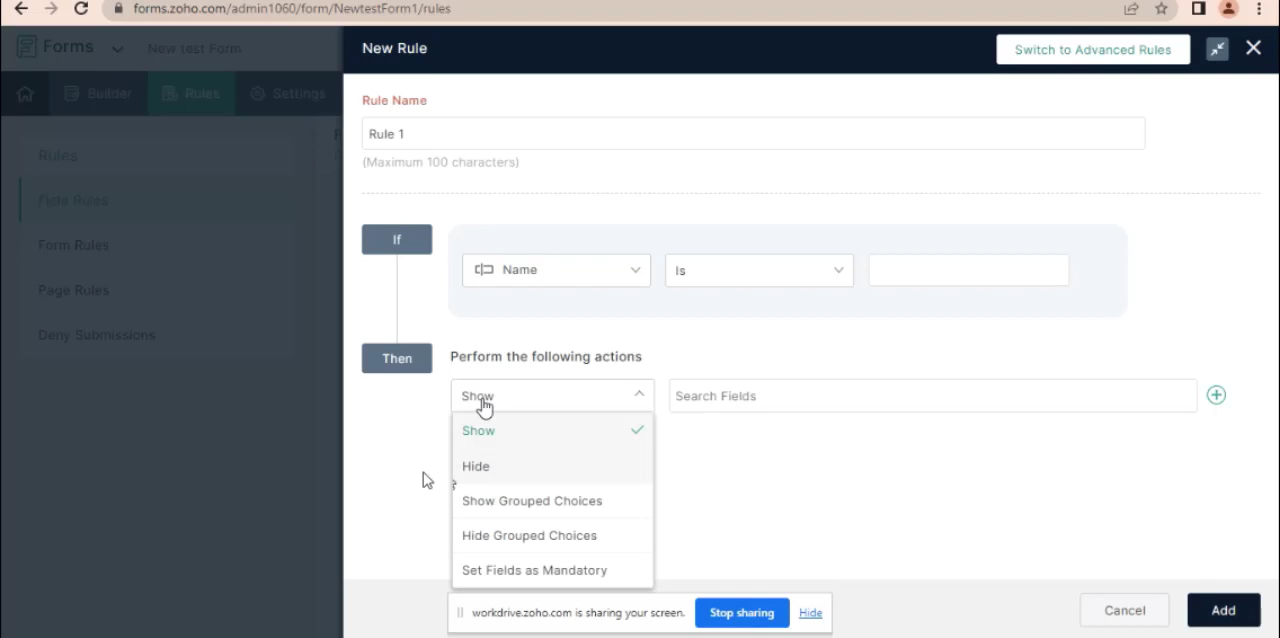 forms.zoho.com/admin1060/form/NewtestForm1/rules
Forms
New test Form
New Rule
Switch to Advanced Rules
Builder
Rules
Settings
Rule Name
Rule 1
(Maximum 100 characters)
Rules
Field Rules
Form Rules
Page Rules
Deny Submissions
If
Name
Is
Then
Perform the following actions
Show
Search Fields
Show
Hide
Show Grouped Choices
Hide Grouped Choices
Set Fields as Mandatory
workdrive.zoho.com is sharing your screen.
Stop sharing
Hide
Cancel
Add